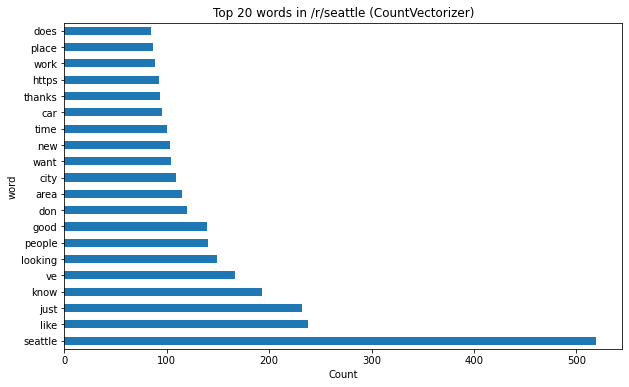 Top 20 words in /r/seattle (CountVectorizer)
does
place
work
https
thanks
car
time
new
want
city
area
don
good
people
looking
ve
know
just
like
seattle
word
0 100 200 300 400 500
Count